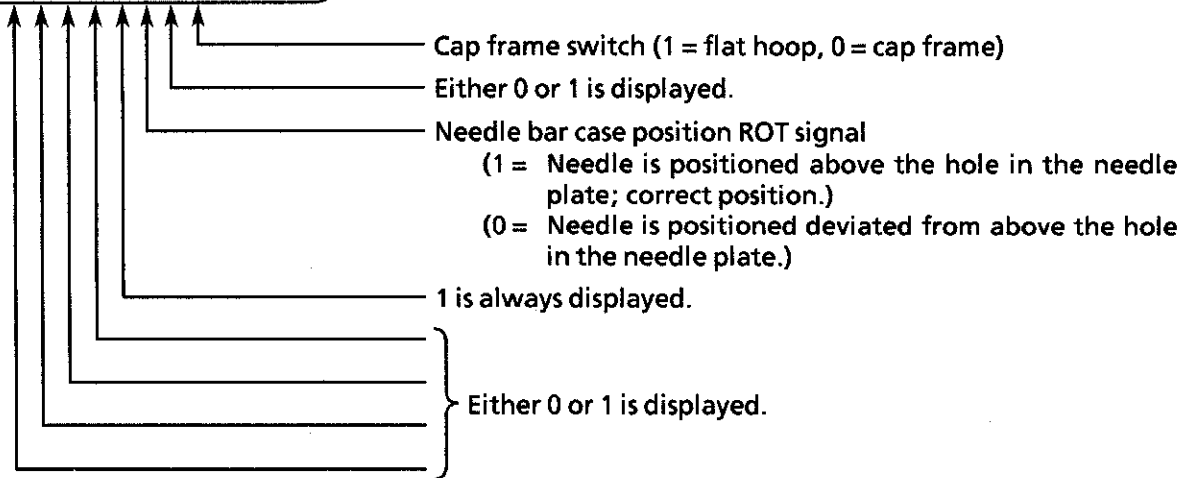 Cap frame switch (1 = flat hoop, 0 = cap frame)
Either 0 or 1 is displayed.
Needle bar case position ROT signal
(1 = Needle is positioned above the hole in the needle
plate; correct position.)
(0 = Needle is positioned deviated from above the hole
in the needle plate.)
1 is always displayed.
Either 0 or 1 is displayed.